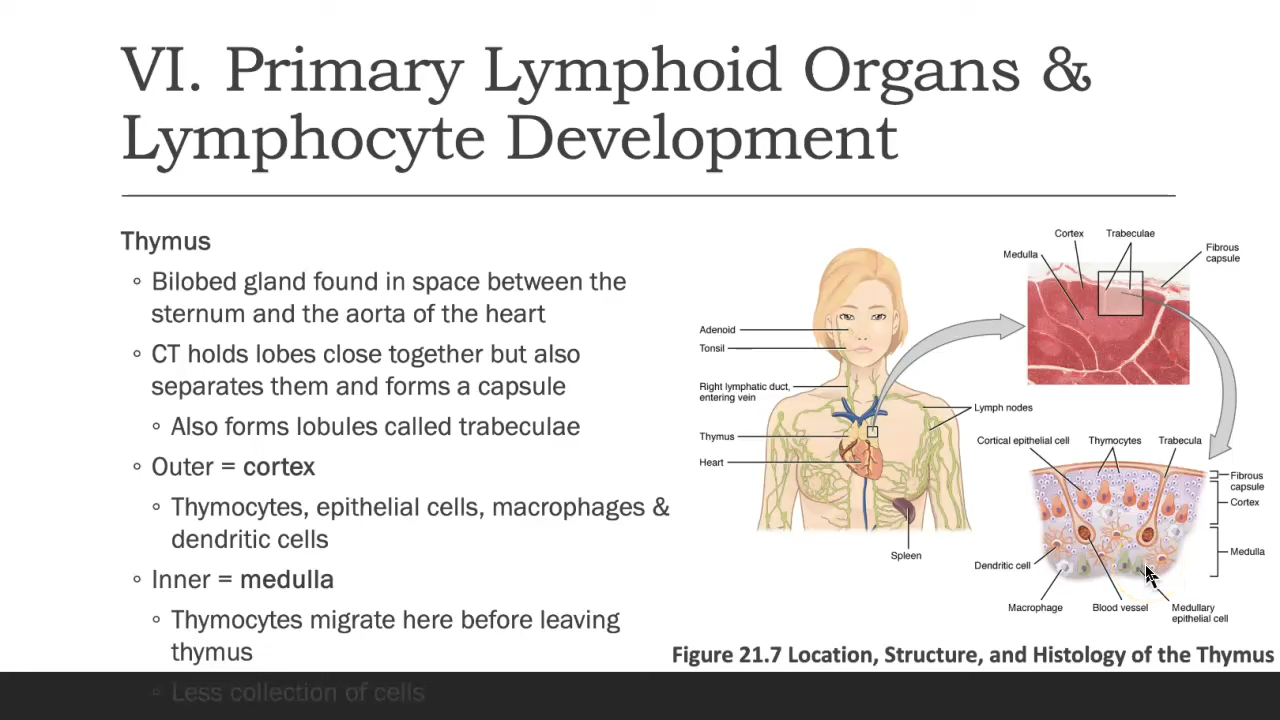 VI. Primary Lymphoid Organs &
Lymphocyte Development
Thymus
◦ Bilobed gland found in space between the
sternum and the aorta of the heart
◦ CT holds lobes close together but also
separates them and forms a capsule
◦ Also forms lobules called trabeculae
◦ Outer = cortex
◦ Thymocytes, epithelial cells, macrophages &
dendritic cells
◦ Inner = medulla
◦ Thymocytes migrate here before leaving
thymus
◦ Less collection of cells
Adenoid
Tonsil
Right lymphatic duct,
entering vein
Thymus
Heart
Lymph nodes
Spleen
Cortex
Trabeculae
Medulla
Fibrous
capsule
Cortical epithelial cell
Thymocytes
Trabecula
Fibrous
capsule
Cortex
Medulla
Dendritic cell
Macrophage
Blood vessel
Medullary
epithelial cell
Figure 21.7 Location, Structure, and Histology of the Thymus